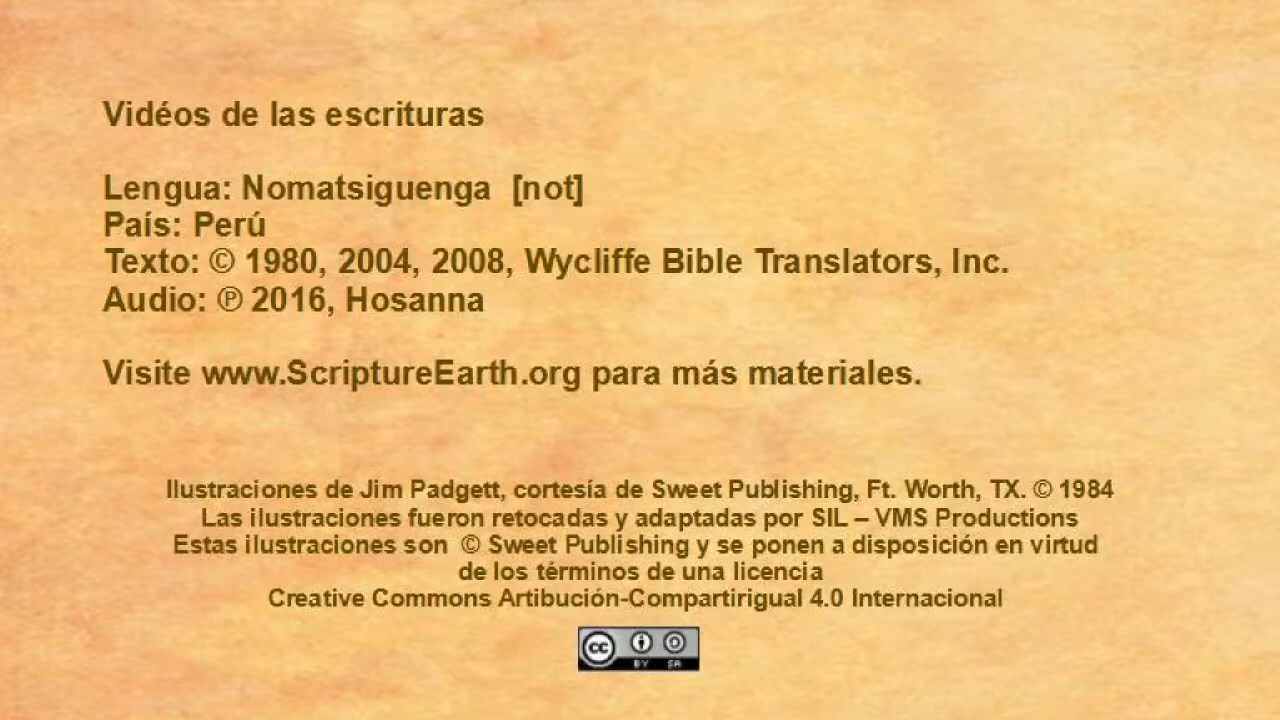 Vidéos de las escrituras
Lengua: Nomatsiguenga [not]
País: Perú
Texto: © 1980, 2004, 2008, Wycliffe Bible Translators, Inc.
Audio: ℗ 2016, Hosanna
Visite www.ScriptureEarth.org para más materiales.
Ilustraciones de Jim Padgett, cortesía de Sweet Publishing, Ft. Worth, TX. © 1984
Las ilustraciones fueron retocadas y adaptadas por SIL – VMS Productions
Estas ilustraciones son © Sweet Publishing y se ponen a disposición en virtud
de los términos de una licencia
Creative Commons Artibución-Compartirigual 4.0 Internacional
cc BY SA